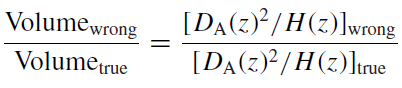 Volume_wrong / Volume_true = [D_A(z)²/H(z)]_wrong / [D_A(z)²/H(z)]_true